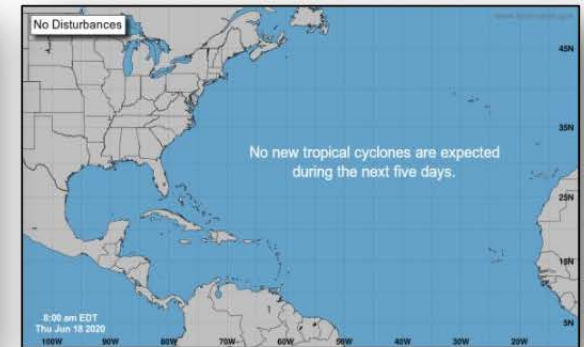 No Disturbances
45N
35N
No new tropical cyclones are expected
during the next five days.
25N
15N
8:00 am EDT
Thu Jun 18 2020
5N
100W 90W 80W 70W 60W 50W 40W 30W 20W